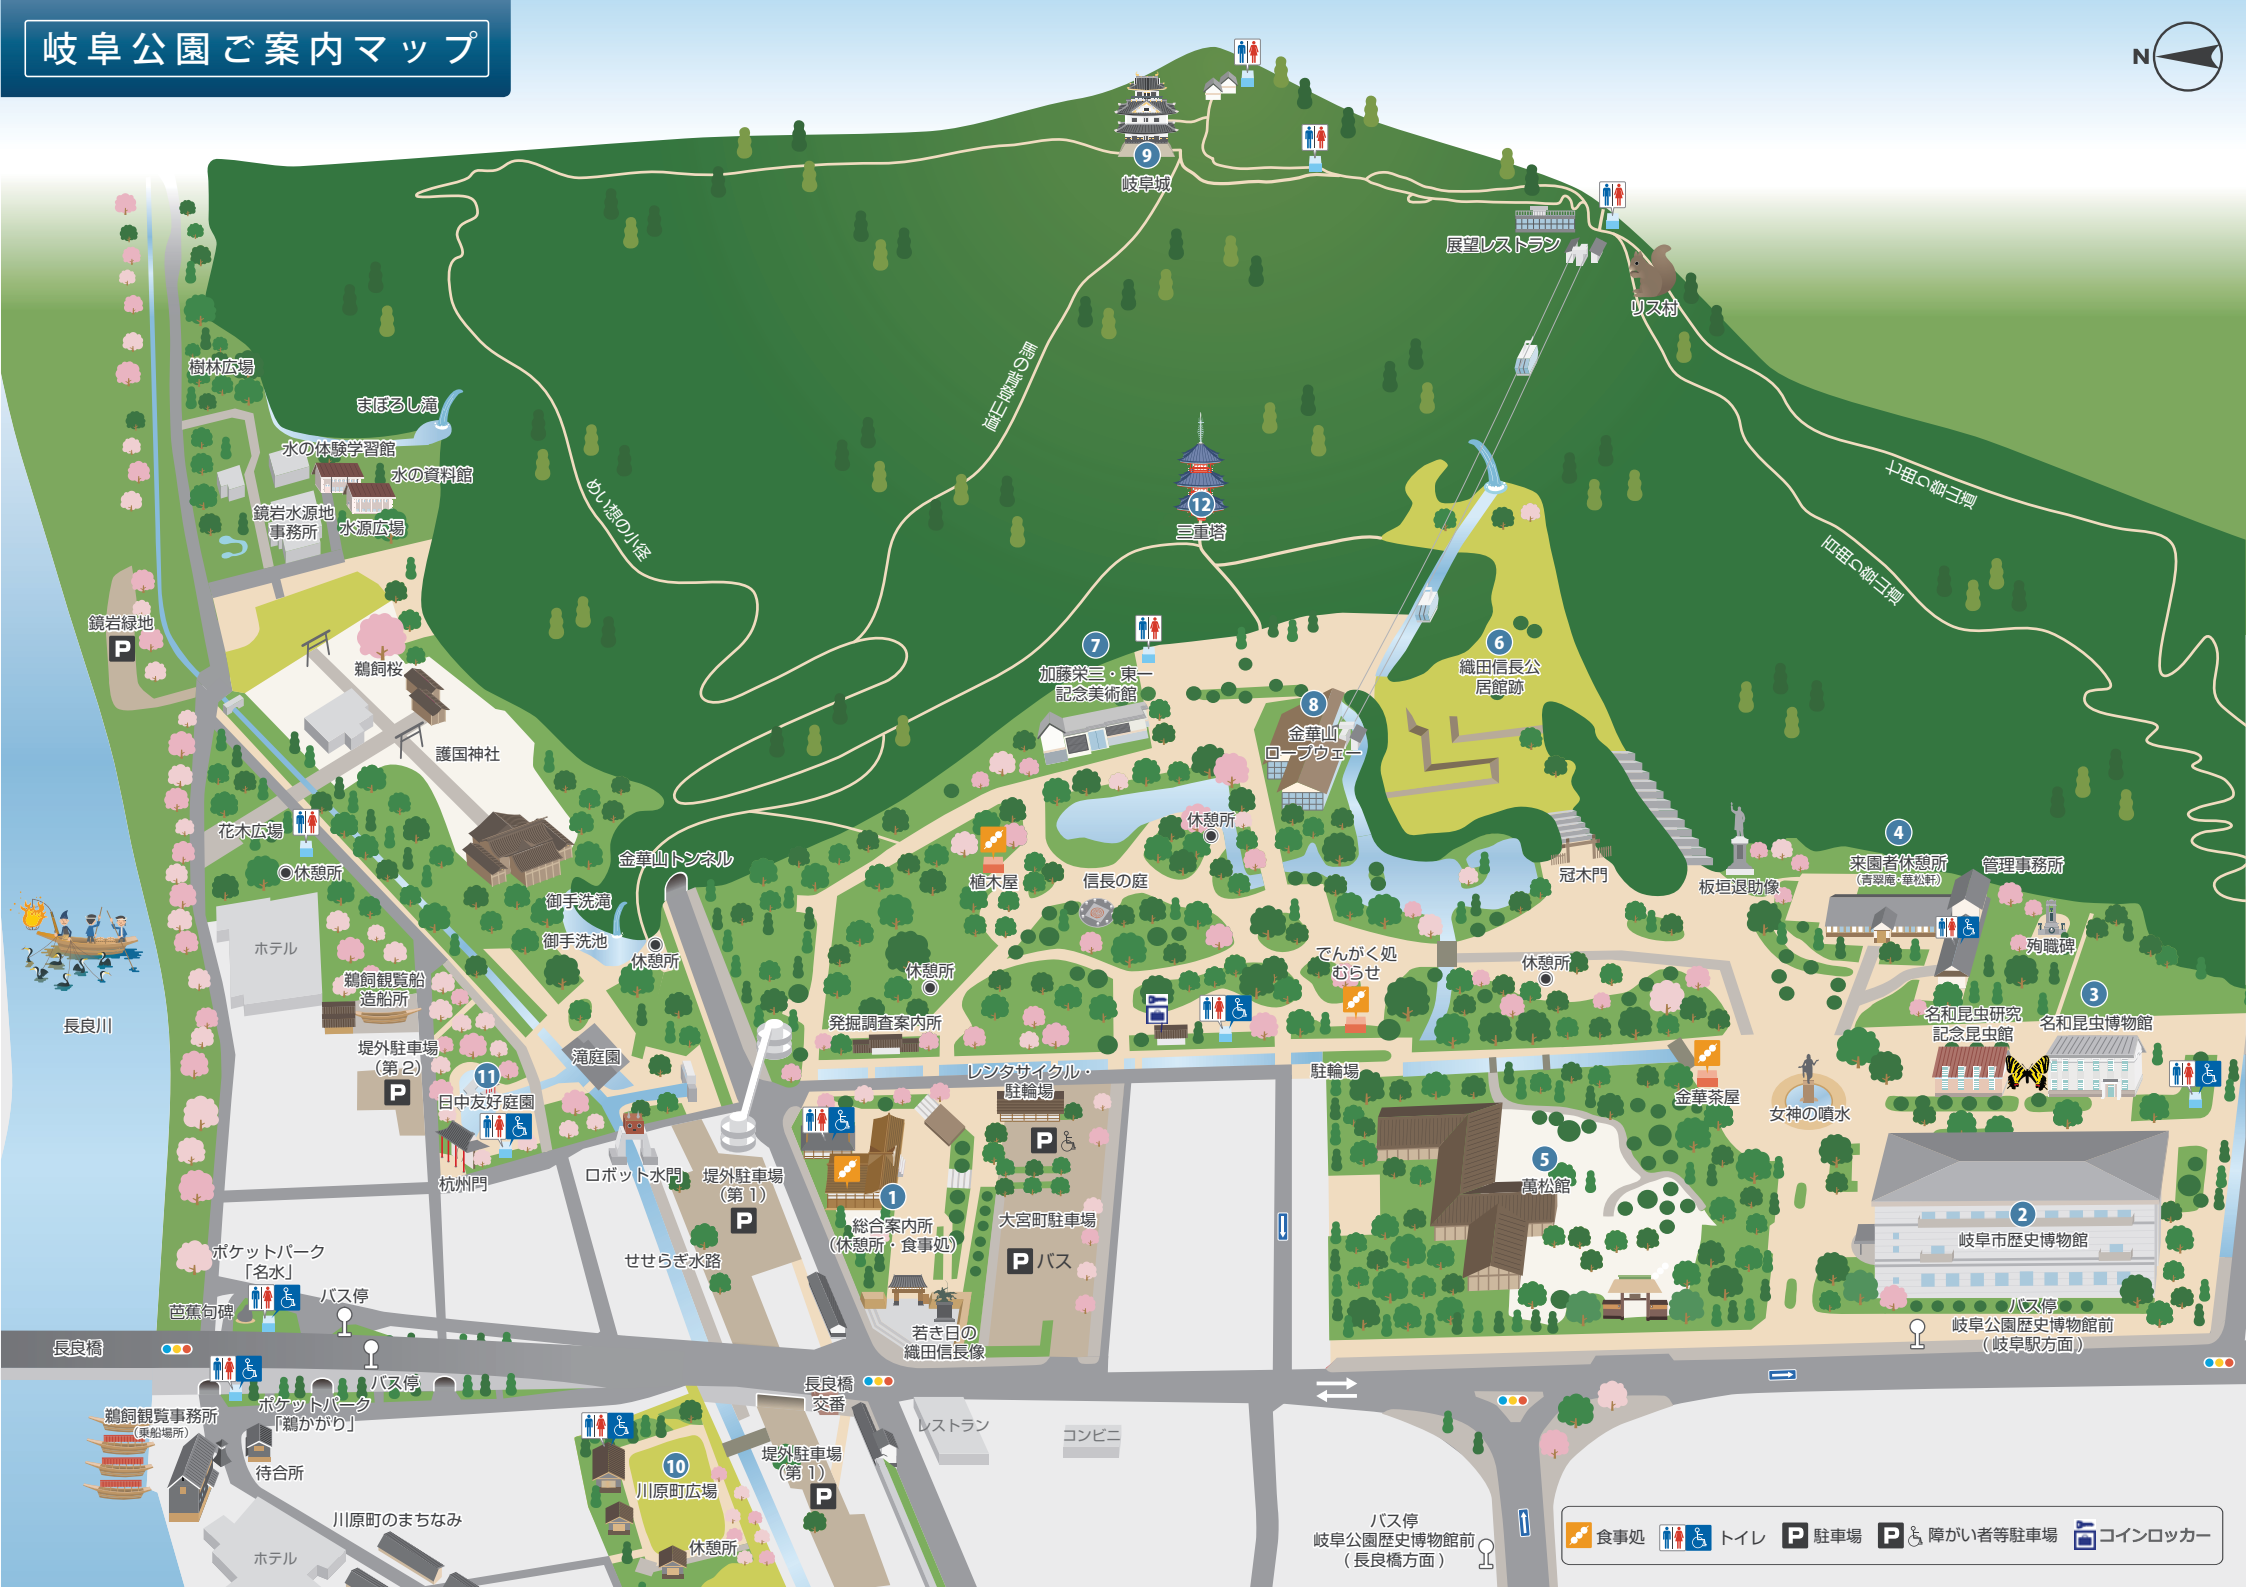 岐阜公園ご案内マップ
N
9
岐阜城
展望レストラン
リス村
樹林広場
まぼろし滝
水の体験学習館
水の資料館
鏡岩水源地
事務所
水源広場
馬の背登山道
めい想の小径
七曲り登山道
百曲り登山道
12
三重塔
鏡岩緑地
P
鵜飼桜
護国神社
7
加藤栄三・東一
記念美術館
6
織田信長公
居館跡
8
金華山
ロープウェー
花木広場
休憩所
金華山トンネル
植木屋
信長の庭
休憩所
冠木門
板垣退助像
4
来園者休憩所
(青翠庵・華松軒)
管理事務所
殉職碑
ホテル
御手洗滝
御手洗池
休憩所
鵜飼観覧船
造船所
休憩所
でんがく処
むらせ
休憩所
3
名和昆虫研究
記念昆虫館
名和昆虫博物館
長良川
堤外駐車場
(第2)
P
滝庭園
発掘調査案内所
レンタサイクル・
駐輪場
駐輪場
11
日中友好庭園
杭州門
ロボット水門
堤外駐車場
(第1)
P
P
金華茶屋
女神の噴水
5
萬松館
1
総合案内所
(休憩所・食事処)
大宮町駐車場
P バス
2
岐阜市歴史博物館
せせらぎ水路
ポケットパーク
「名水」
芭蕉句碑
バス停
若き日の
織田信長像
バス停
岐阜公園歴史博物館前
(岐阜駅方面)
長良橋
バス停
ポケットパーク
「鵜かがり」
鵜飼観覧事務所
(乗船場所)
待合所
長良橋
交番
レストラン
コンビニ
10
川原町広場
堤外駐車場
(第1)
P
川原町のまちなみ
ホテル
休憩所
バス停
岐阜公園歴史博物館前
(長良橋方面)
食事処
トイレ
P 駐車場
P 障がい者等駐車場
コインロッカー